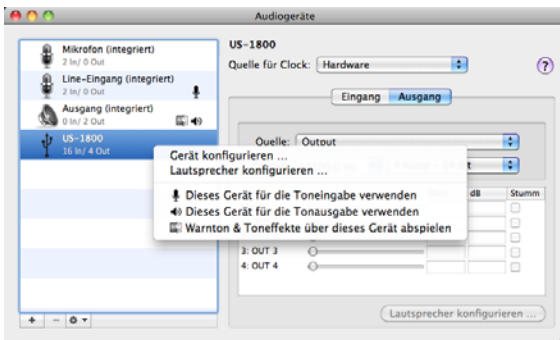 Audiogeräte
Mikrofon (integriert)
2 In/ 0 Out
Line-Eingang (integriert)
2 In/ 0 Out
Ausgang (integriert)
0 In/ 2 Out
US-1800
16 In/ 4 Out
US-1800
Quelle für Clock: Hardware
?
Eingang Ausgang
Quelle: Output
Gerät konfigurieren ...
Lautsprecher konfigurieren ...
dB Stumm
Dieses Gerät für die Toneingabe verwenden
Dieses Gerät für die Tonausgabe verwenden
Warnton & Toneffekte über dieses Gerät abspielen
3: OUT 3
4: OUT 4
Lautsprecher konfigurieren ...